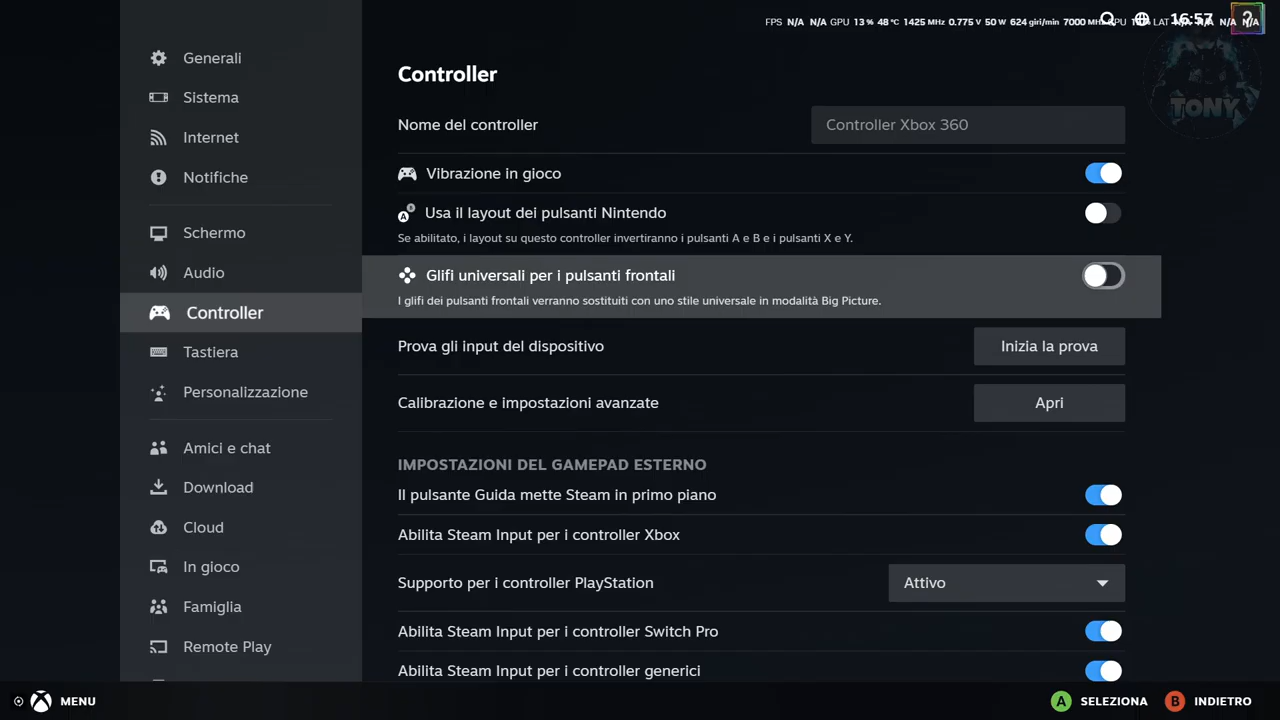 FPS N/A N/A GPU 13 % 48 °C 1425 MHz 0.775 V 50 W 624 giri/min 7000 MHz LAT N/A N/A
16:57
?
TONY
Generali
Sistema
Internet
Notifiche
Schermo
Audio
Controller
Tastiera
Personalizzazione
Amici e chat
Download
Cloud
In gioco
Famiglia
Remote Play
Controller
Nome del controller
Controller Xbox 360
Vibrazione in gioco
Usa il layout dei pulsanti Nintendo
Se abilitato, i layout su questo controller invertiranno i pulsanti A e B e i pulsanti X e Y.
Glifi universali per i pulsanti frontali
I glifi dei pulsanti frontali verranno sostituiti con uno stile universale in modalità Big Picture.
Prova gli input del dispositivo
Inizia la prova
Calibrazione e impostazioni avanzate
Apri
IMPOSTAZIONI DEL GAMEPAD ESTERNO
Il pulsante Guida mette Steam in primo piano
Abilita Steam Input per i controller Xbox
Supporto per i controller PlayStation
Attivo
Abilita Steam Input per i controller Switch Pro
Abilita Steam Input per i controller generici
MENU
A SELEZIONA
B INDIETRO